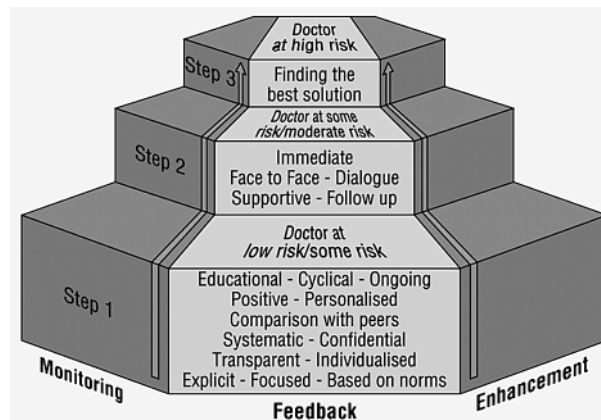 Doctor
at high risk
Step 3
Finding the
best solution
Doctor at some
risk/moderate risk
Step 2
Immediate
Face to Face - Dialogue
Supportive - Follow up
Doctor at
low risk/some risk
Step 1
Educational - Cyclical - Ongoing
Positive - Personalised
Comparison with peers
Systematic - Confidential
Transparent - Individualised
Explicit - Focused - Based on norms
Monitoring
Feedback
Enhancement